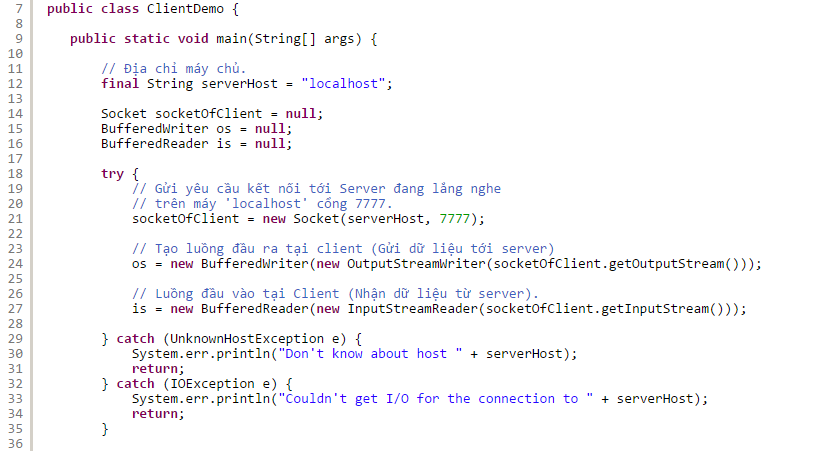 7 public class ClientDemo {
8
9 public static void main(String[] args) {
10
11 // Địa chỉ máy chủ.
12 final String serverHost = "localhost";
13
14 Socket socketOfClient = null;
15 BufferedWriter os = null;
16 BufferedReader is = null;
17
18 try {
19 // Gửi yêu cầu kết nối tới Server đang lắng nghe
20 // trên máy 'localhost' cổng 7777.
21 socketOfClient = new Socket(serverHost, 7777);
22
23 // Tạo luồng đầu ra tại client (Gửi dữ liệu tới server)
24 os = new BufferedWriter(new OutputStreamWriter(socketOfClient.getOutputStream()));
25
26 // Luồng đầu vào tại Client (Nhận dữ liệu từ server).
27 is = new BufferedReader(new InputStreamReader(socketOfClient.getInputStream()));
28
29 } catch (UnknownHostException e) {
30 System.err.println("Don't know about host " + serverHost);
31 return;
32 } catch (IOException e) {
33 System.err.println("Couldn't get I/O for the connection to " + serverHost);
34 return;
35 }
36